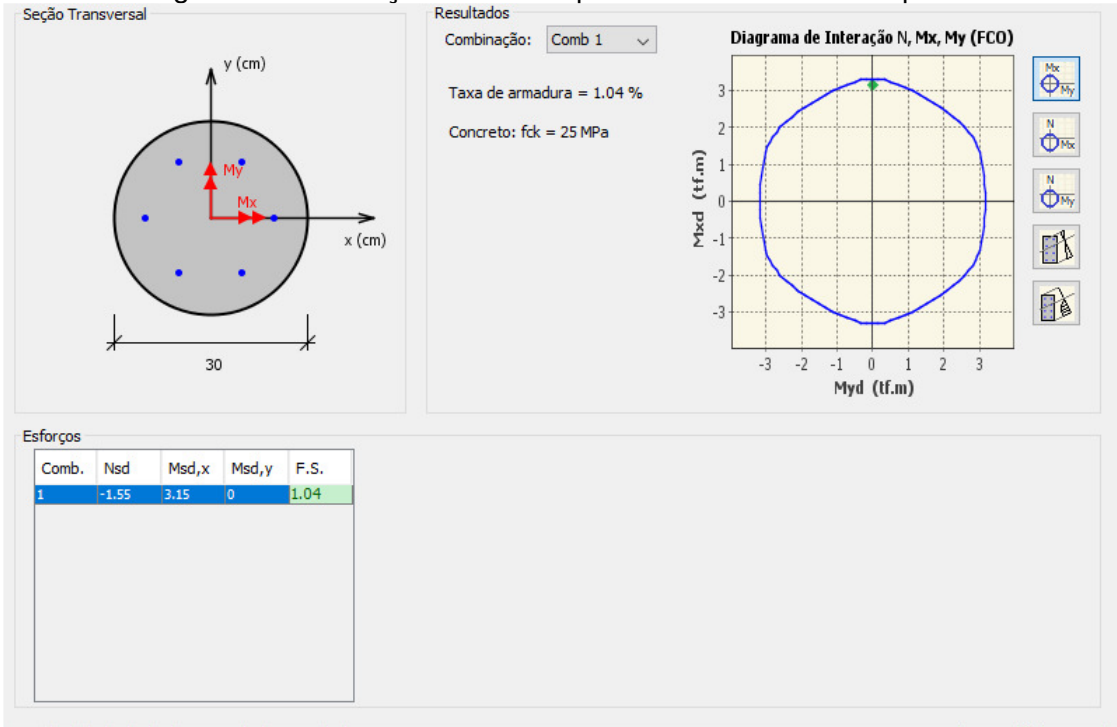 Seção Transversal
y (cm)
My
Mx
x (cm)
30
Resultados
Combinação: Comb 1
Taxa de armadura = 1.04 %
Concreto: fck = 25 MPa
Diagrama de Interação N, Mx, My (FCO)
Mxd (tf.m)
3
2
1
0
-1
-2
-3
-3 -2 -1 0 1 2 3
Myd (tf.m)
Mx
My
N
Mx
N
My
Esforços
Comb. Nsd Msd,x Msd,y F.S.
1 -1.55 3.15 0 1.04